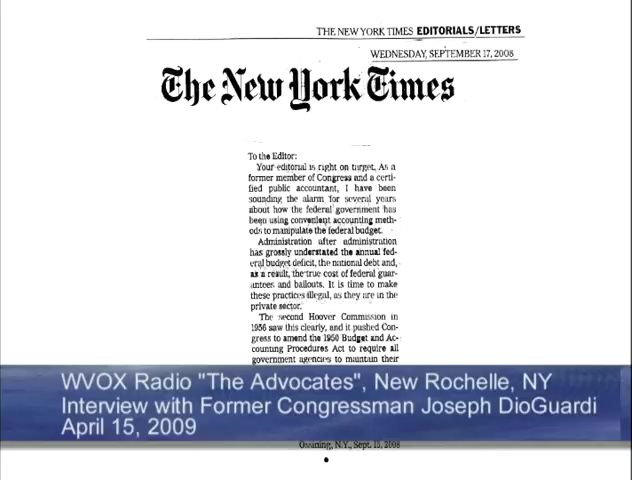 THE NEW YORK TIMES EDITORIALS/LETTERS
WEDNESDAY, SEPTEMBER 17, 2008
The New York Times
To the Editor:
Your editorial is right on target. As a
former member of Congress and a certi-
fied public accountant, I have been
sounding the alarm for several years
about how the federal government has
been using convenient accounting meth-
ods to manipulate the federal budget.
Administration after administration
has grossly understated the annual fed-
eral budget deficit, the national debt and,
as a result, the true cost of federal guar-
antees and bailouts. It is time to make
these practices illegal, as they are in the
private sector.
The second Hoover Commission in
1956 saw this clearly, and it pushed Con-
gress to amend the 1950 Budget and Ac-
counting Procedures Act to require all
government agencies to maintain their
WVOX Radio "The Advocates", New Rochelle, NY
Interview with Former Congressman Joseph DioGuardi
April 15, 2009
Ossining, N.Y., Sept. 15, 2008